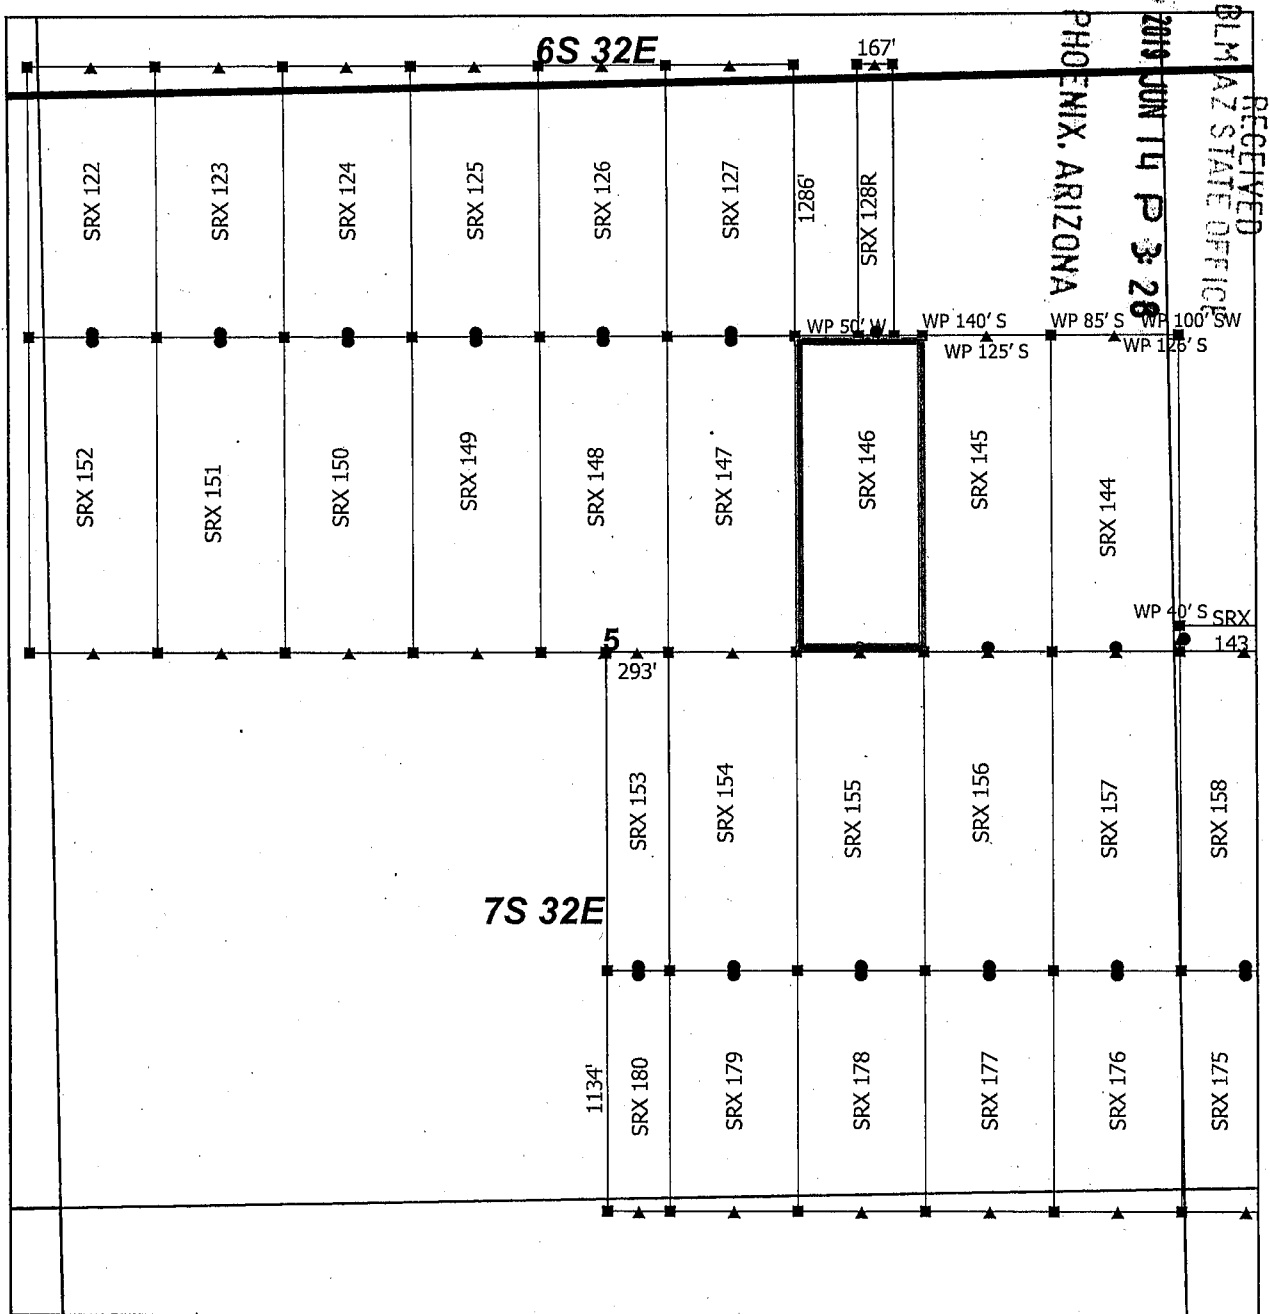 6S 32E
167'
RECEIVED
BLM AZ STATE OFFICE
2019 JUN 14 P 3: 28
PHOENIX, ARIZONA
SRX 122
SRX 123
SRX 124
SRX 125
SRX 126
SRX 127
1286'
SRX 128R
WP 50' W
WP 140' S
WP 85' S
WP 100' SW
WP 125' S
WP 126' S
SRX 152
SRX 151
SRX 150
SRX 149
SRX 148
SRX 147
SRX 146
SRX 145
SRX 144
WP 40' S
SRX
143
5
293'
SRX 153
SRX 154
SRX 155
SRX 156
SRX 157
SRX 158
7S 32E
1134'
SRX 180
SRX 179
SRX 178
SRX 177
SRX 176
SRX 175